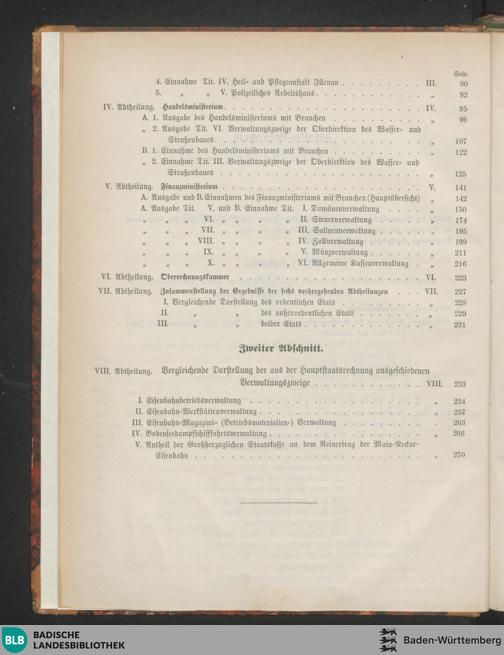 Seite
4. Einnahme Tit. IV. Heil- und Pflegeanstalt Illenau . . . . . . . . . . III. 90
5. „ „ V. Polizeiliches Arbeitshaus . . . . . . . . . . „ 92
IV. Abtheilung. Handelsministerium . . . . . . . . . . IV. 95
A. 1. Ausgabe des Handelsministeriums mit Branchen . . . . . . . . . . „ 96
„ 2. Ausgabe Tit. VI. Verwaltungszweige der Oberdirektion des Wasser- und
Straßenbaues . . . . . . . . . . „ 107
B. 1. Einnahme des Handelsministeriums mit Branchen . . . . . . . . . . „ 122
„ 2. Einnahme Tit. III. Verwaltungszweige der Oberdirektion des Wasser- und
Straßenbaues . . . . . . . . . . „ 125
V. Abtheilung. Finanzministerium . . . . . . . . . . V. 141
A. Ausgabe und B. Einnahmen des Finanzministeriums mit Branchen (Hauptübersicht) „ 142
A. Ausgabe Tit. V. und B. Einnahme Tit. I. Domänenverwaltung . . . . . „ 150
„ „ „ VI. „ „ „ „ II. Steuerverwaltung . . . . . „ 174
„ „ „ VII. „ „ „ „ III. Salinenverwaltung . . . . . „ 195
„ „ „ VIII. „ „ „ „ IV. Zollverwaltung . . . . . „ 199
„ „ „ IX. „ „ „ „ V. Münzverwaltung . . . . . „ 211
„ „ „ X. „ „ „ „ VI. Allgemeine Kassenverwaltung . „ 216
VI. Abtheilung. Oberrechnungskammer . . . . . . . . . . VI. 223
VII. Abtheilung. Zusammenstellung der Ergebnisse der sechs vorhergehenden Abtheilungen . . . . VII. 227
I. Vergleichende Darstellung des ordentlichen Etats . . . . . . . . „ 228
II. „ „ des außerordentlichen Etats . . . . . . „ 229
III. „ „ beider Etats . . . . . . . . . . „ 231
Zweiter Abschnitt.
VIII. Abtheilung. Vergleichende Darstellung der aus der Hauptstaatsrechnung ausgeschiedenen
Verwaltungszweige . . . . . . . . . . VIII. 233
I. Eisenbahnbetriebsverwaltung . . . . . . . . . . „ 234
II. Eisenbahn-Werkstättenverwaltung . . . . . . . . . . „ 257
III. Eisenbahn-Magazins- (Betriebsmaterialien-) Verwaltung . . . . . . . . „ 263
IV. Bodenseedampfschifffahrtsverwaltung . . . . . . . . . . „ 266
V. Antheil der Großherzoglichen Staatskasse an dem Reinertrag der Main-Neckar-
Eisenbahn . . . . . . . . . . „ 270
BLB BADISCHE
LANDESBIBLIOTHEK
Baden-Württemberg